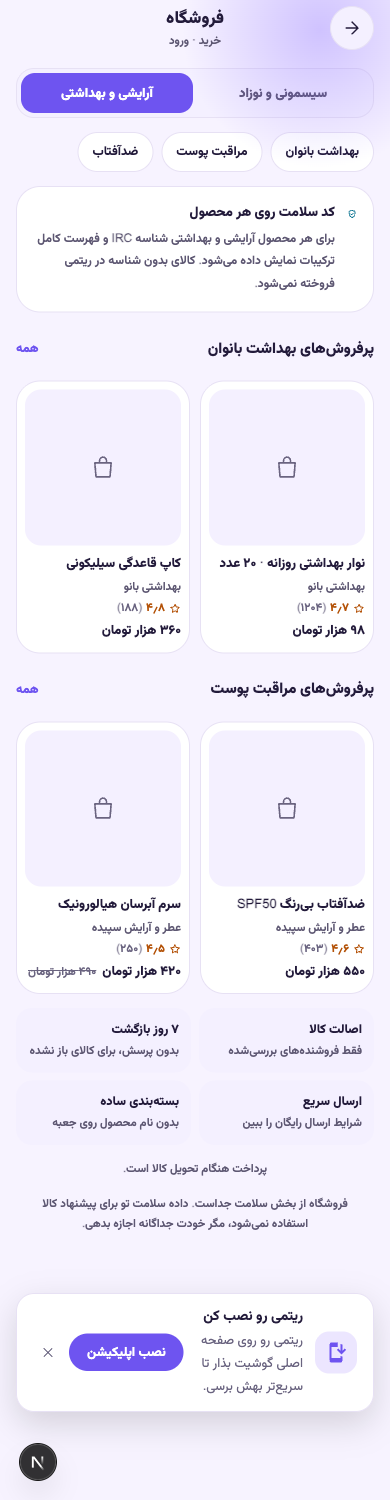 فروشگاه
خرید · ورود
سیسمونی و نوزاد
آرایشی و بهداشتی
بهداشت بانوان
مراقبت پوست
ضدآفتاب
کد سلامت روی هر محصول
برای هر محصول آرایشی و بهداشتی شناسه IRC و فهرست کامل
ترکیبات نمایش داده می‌شود. کالای بدون شناسه در ریتمی
فروخته نمی‌شود.
پرفروش‌های بهداشت بانوان
همه
نوار بهداشتی روزانه · ۲۰ عدد
بهداشتی بانو
۴٫۷ (۱۲۰۴)
۹۸ هزار تومان
کاپ قاعدگی سیلیکونی
بهداشتی بانو
۴٫۸ (۱۸۸)
۳۶۰ هزار تومان
پرفروش‌های مراقبت پوست
همه
ضدآفتاب بی‌رنگ SPF50
عطر و آرایش سپیده
۴٫۶ (۴۰۳)
۵۵۰ هزار تومان
سرم آبرسان هیالورونیک
عطر و آرایش سپیده
۴٫۵ (۲۵۰)
۴۲۰ هزار تومان ۴۹۰ هزار تومان
اصالت کالا
فقط فروشنده‌های بررسی‌شده
۷ روز بازگشت
بدون پرسش، برای کالای باز نشده
ارسال سریع
شرایط ارسال رایگان را ببین
بسته‌بندی ساده
بدون نام محصول روی جعبه
پرداخت هنگام تحویل کالا است.
فروشگاه از بخش سلامت جداست. داده سلامت تو برای پیشنهاد کالا
استفاده نمی‌شود، مگر خودت جداگانه اجازه بدهی.
ریتمی رو نصب کن
ریتمی رو روی صفحه
اصلی گوشیت بذار تا
سریع‌تر بهش برسی.
نصب اپلیکیشن
N